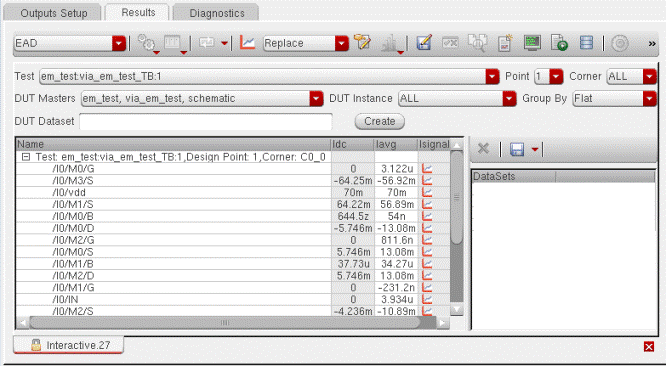 Outputs Setup Results Diagnostics
EAD Replace »
Test em_test:via_em_test_TB:1 Point 1 Corner ALL
DUT Masters em_test, via_em_test, schematic DUT Instance ALL Group By Flat
DUT Dataset Create
Name Idc Iavg Isignal
Test: em_test:via_em_test_TB:1,Design Point: 1,Corner: C0_0
/I0/M0/G 0 3.122u
/I0/M3/S -64.25m -56.92m
/I0/vdd 70m 70m
/I0/M1/S 64.22m 56.89m
/I0/M0/B 644.5z 54n
/I0/M0/D -5.746m -13.08m
/I0/M2/G 0 811.6n
/I0/M0/S 5.746m 13.08m
/I0/M1/B 37.73u 34.27u
/I0/M2/D 5.746m 13.08m
/I0/M1/G 0 -231.2n
/I0/IN 0 3.934u
/I0/M2/S -4.236m -10.89m
DataSets
Interactive.27